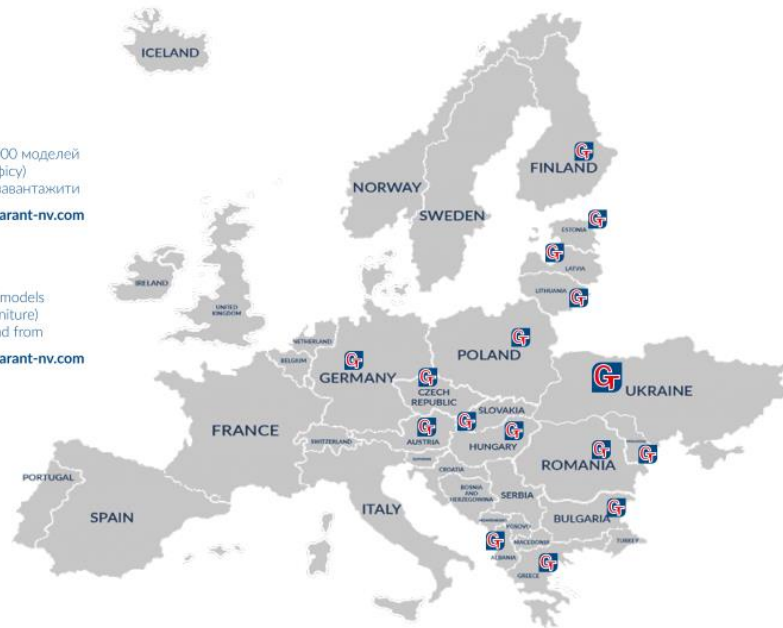 ICELAND
00 моделей
фісу)
завантажити
arant-nv.com
models
niture)
d from
arant-nv.com
FINLAND
NORWAY
SWEDEN
ESTONIA
LATVIA
LITHUANIA
IRELAND
UNITED
KINGDOM
NETHERLAND
BELGIUM
GERMANY
POLAND
CZECH
REPUBLIC
UKRAINE
SLOVAKIA
FRANCE
SWITZERLAND
AUSTRIA
HUNGARY
ROMANIA
CROATIA
BOSNIA
AND
HERZEGOWINA
SERBIA
PORTUGAL
SPAIN
ITALY
BULGARIA
KOSOVO
MACEDONIA
TURKEY
ALBANIA
GREECE